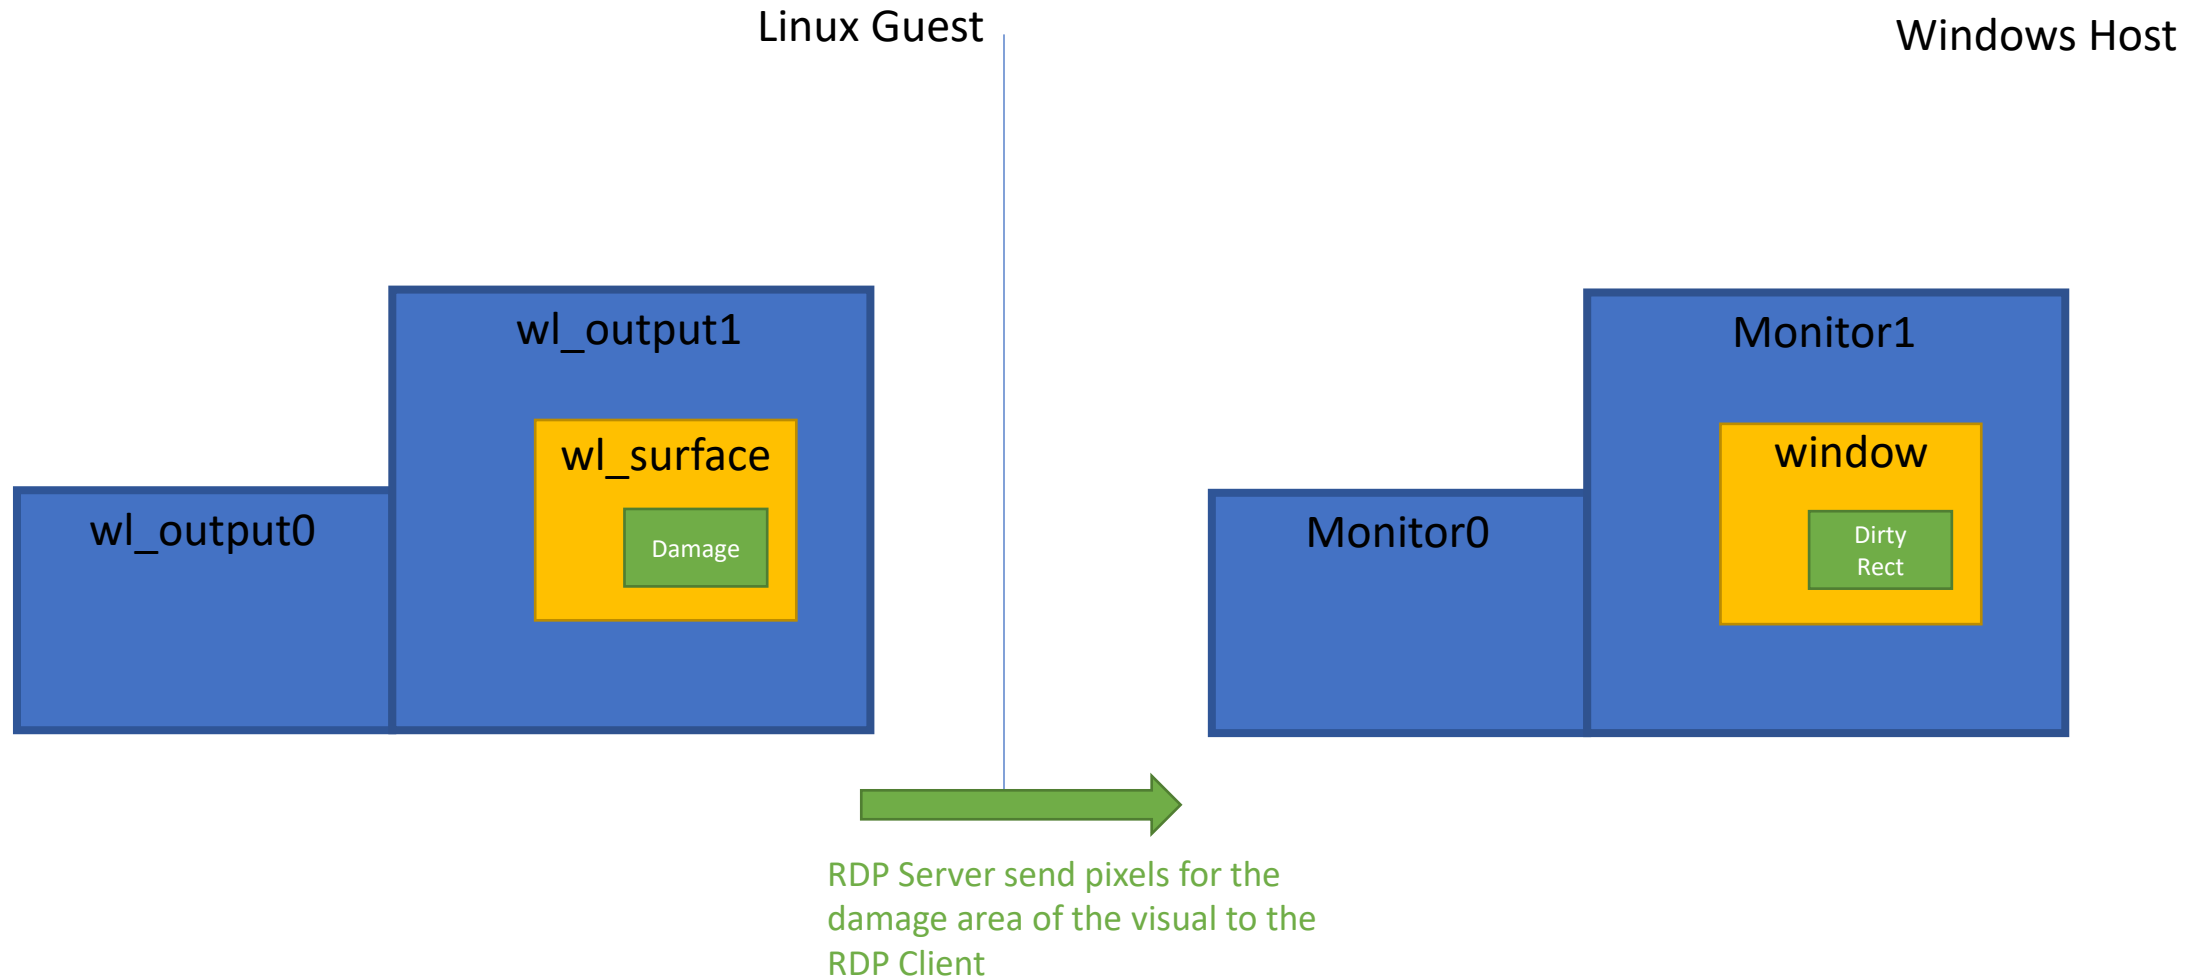 Linux Guest
Windows Host
wl_output1
wl_surface
wl_output0
Damage
Monitor1
window
Monitor0
Dirty
Rect
RDP Server send pixels for the
damage area of the visual to the
RDP Client